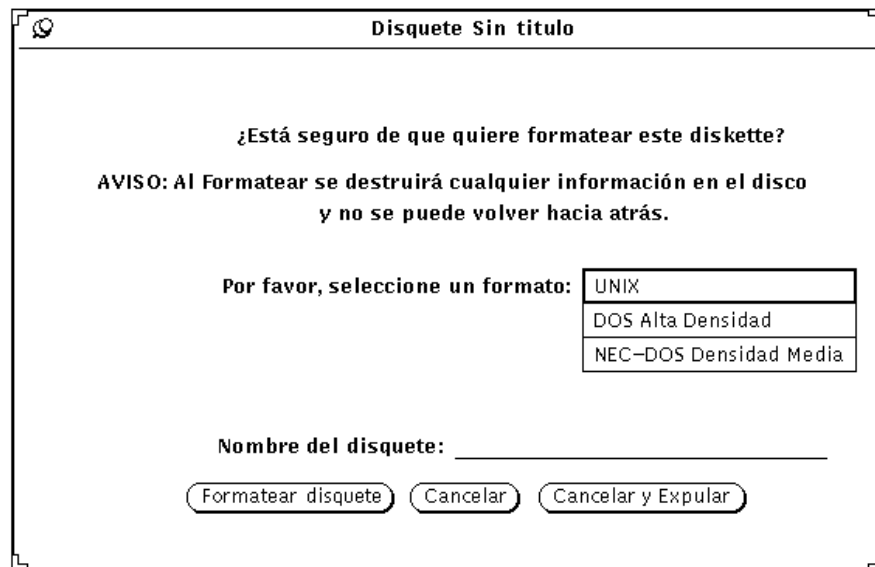 Disquete Sin titulo
¿Está seguro de que quiere formatear este diskette?
AVISO: Al Formatear se destruirá cualquier información en el disco
y no se puede volver hacia atrás.
Por favor, seleccione un formato: UNIX
DOS Alta Densidad
NEC-DOS Densidad Media
Nombre del disquete:
Formatear disquete Cancelar Cancelar y Expular